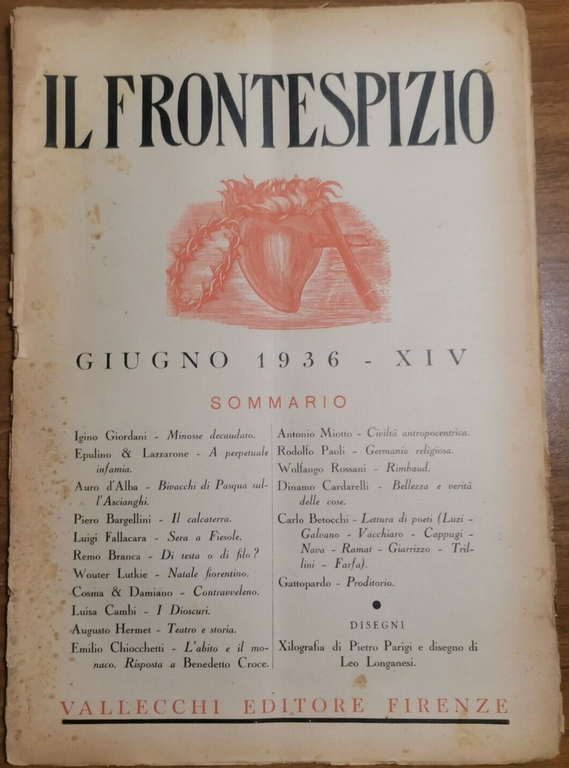 IL FRONTESPIZIO
GIUGNO 1936 - XIV
SOMMARIO
Igino Giordani - Minosse decaudato.
Epulino & Lazzarone - A perpetuale
infamia.
Auro d'Alba - Bivacchi di Pasqua sul-
l'Ascianghi.
Piero Bargellini - Il calcaterra.
Luigi Fallacara - Sera a Fiesole.
Remo Branca - Di testa o di filo?
Wouter Lutkie - Natale fiorentino.
Cosma & Damiano - Contravveleno.
Luisa Cambi - I Dioscuri.
Augusto Hermet - Teatro e storia.
Emilio Chiocchetti - L'abito e il mo-
naco. Risposta a Benedetto Croce.
Antonio Miotto - Civiltà antropocentrica.
Rodolfo Paoli - Germania religiosa.
Wolfango Rossani - Rimbaud.
Dinamo Cardarelli - Bellezza e verità
delle cose.
Carlo Betocchi - Lettura di poeti (Luzi -
Galvano - Vacchiaro - Cappugi -
Nava - Ramat - Giarrizzo - Tril-
lini - Farfa).
Gattopardo - Proditorio.
DISEGNI
Xilografia di Pietro Parigi e disegno di
Leo Longanesi.
VALLECCHI EDITORE FIRENZE